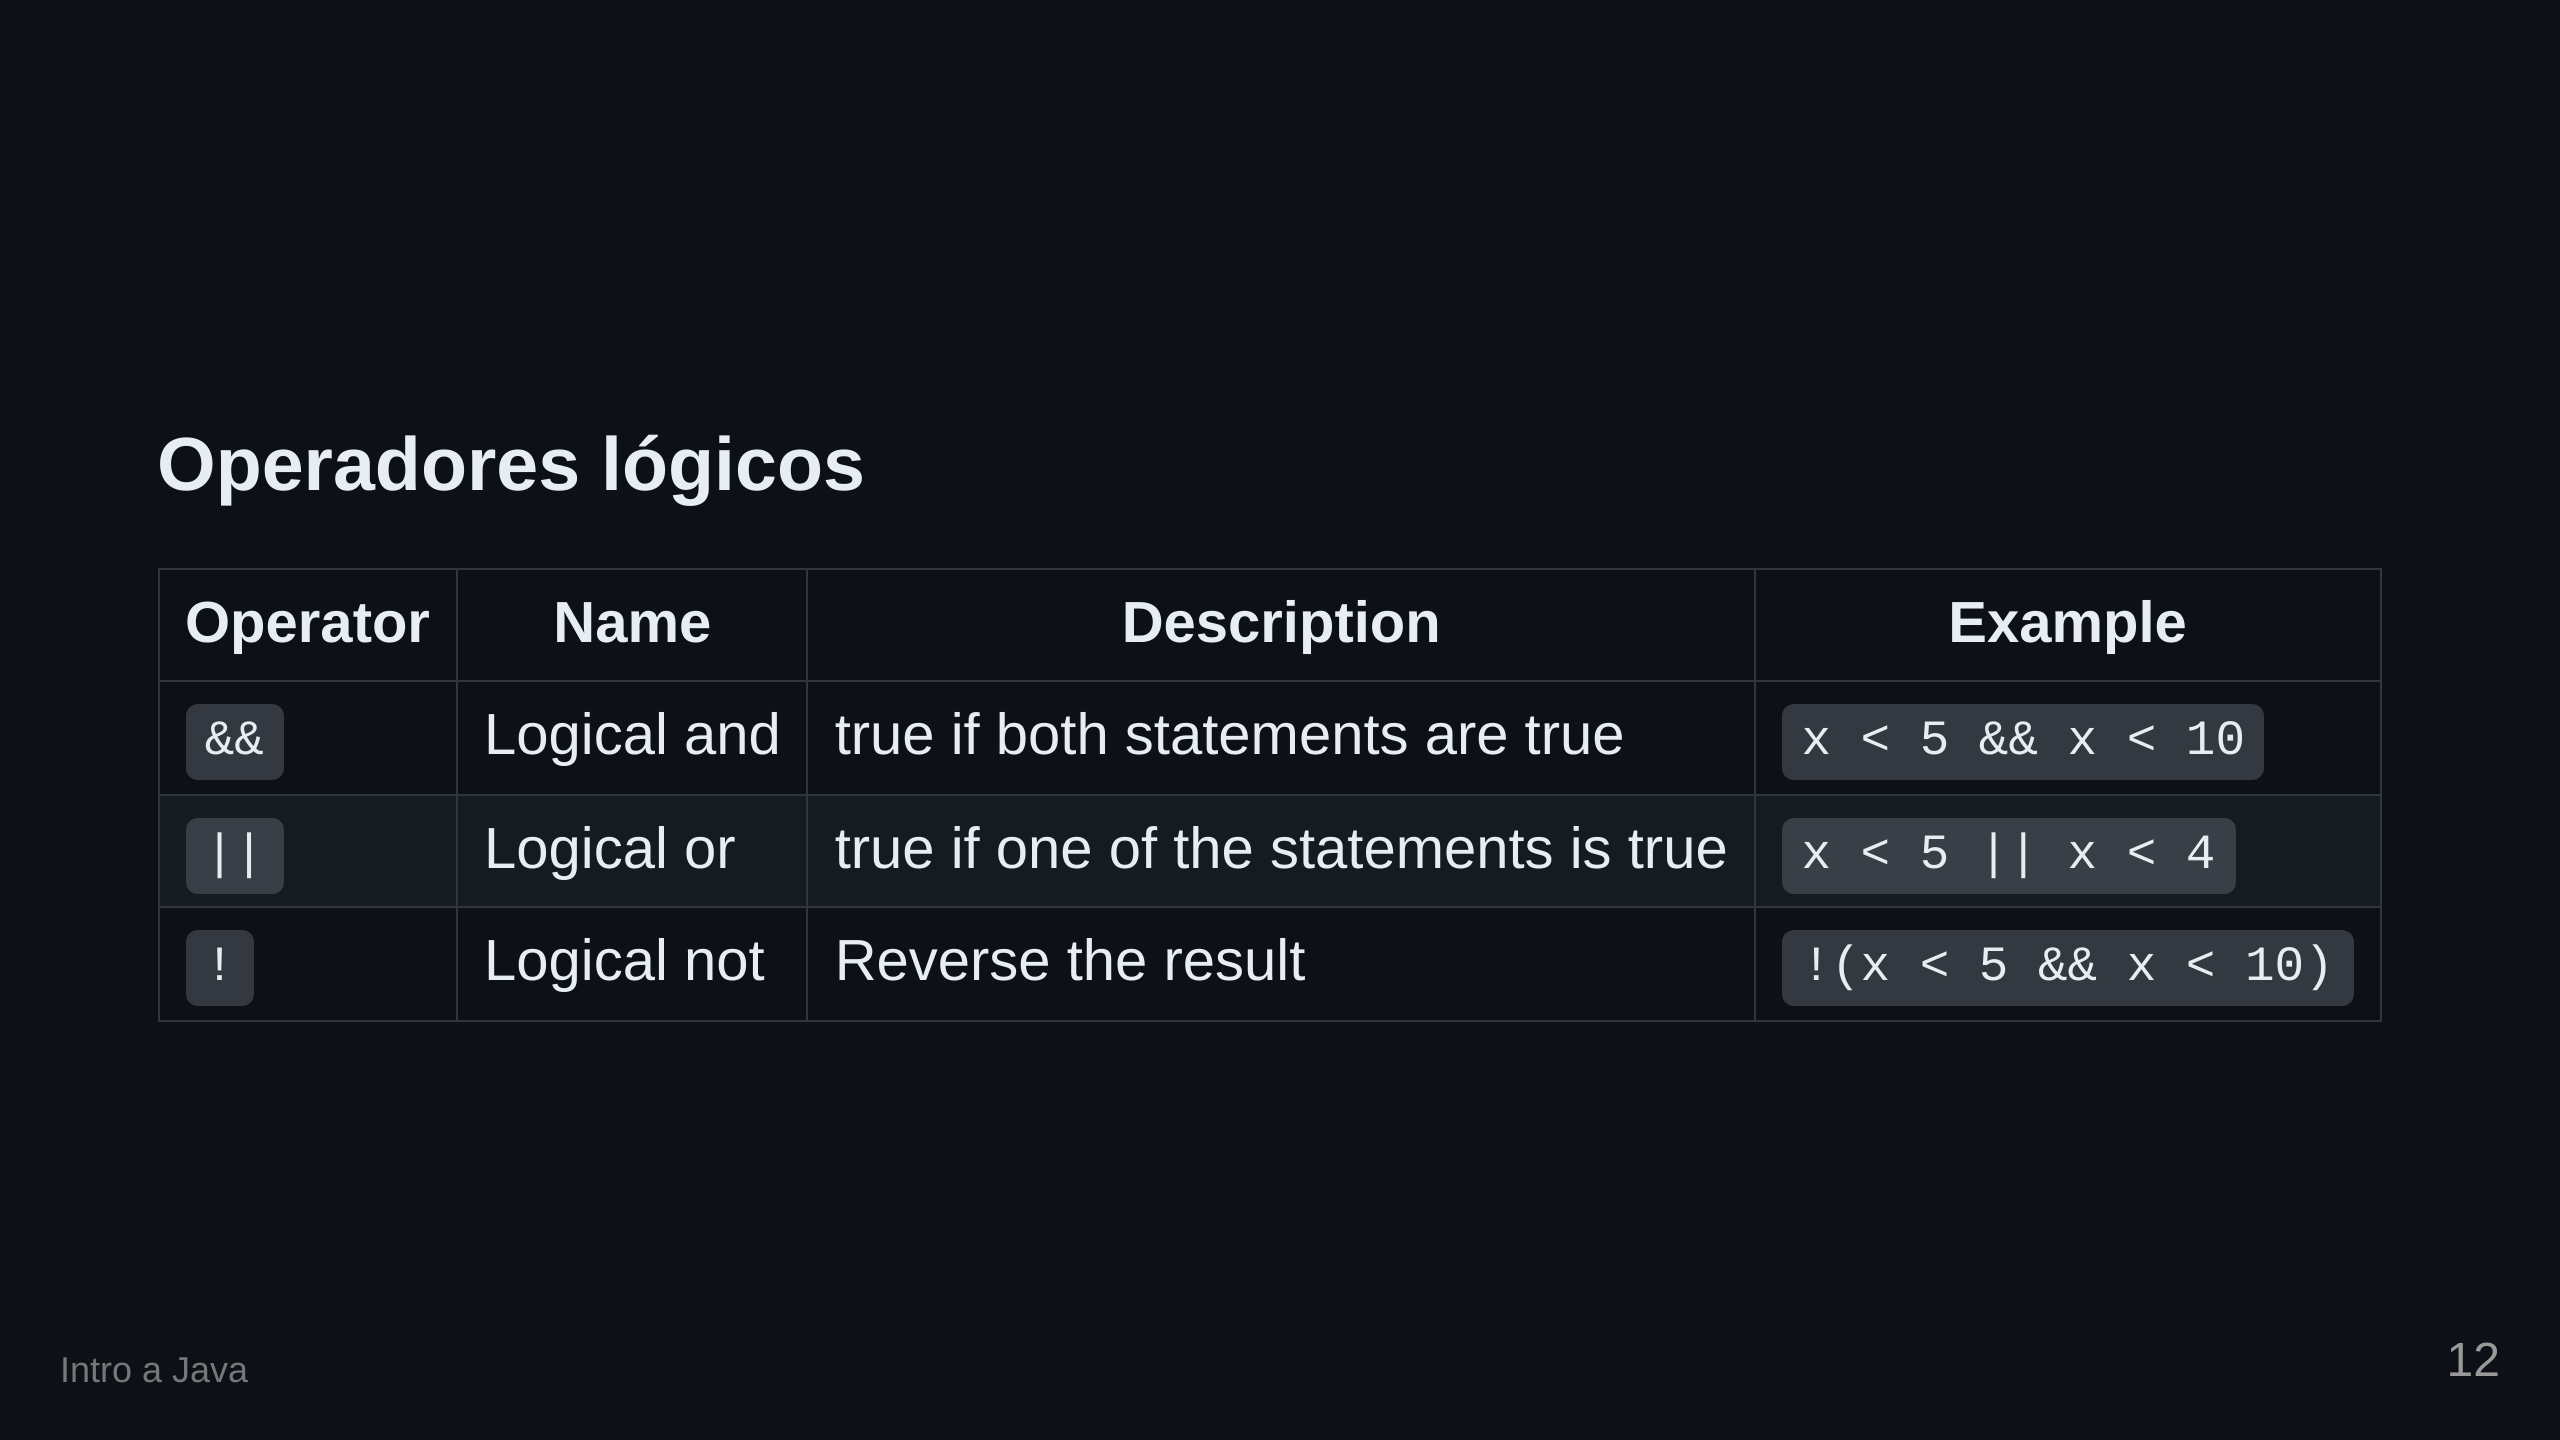 Operadores lógicos
Operator Name Description Example
&& Logical and true if both statements are true x < 5 && x < 10
|| Logical or true if one of the statements is true x < 5 || x < 4
! Logical not Reverse the result !(x < 5 && x < 10)
Intro a Java
12